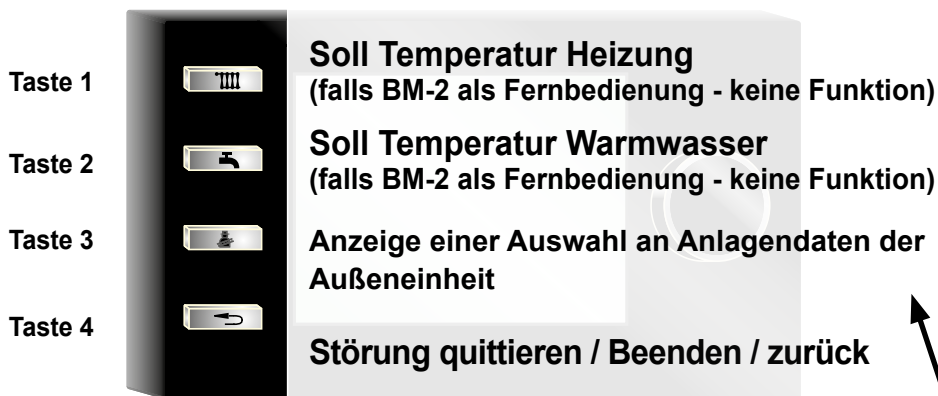 Taste 1
Soll Temperatur Heizung
(falls BM-2 als Fernbedienung - keine Funktion)
Taste 2
Soll Temperatur Warmwasser
(falls BM-2 als Fernbedienung - keine Funktion)
Taste 3
Anzeige einer Auswahl an Anlagendaten der
Außeneinheit
Taste 4
Störung quittieren / Beenden / zurück